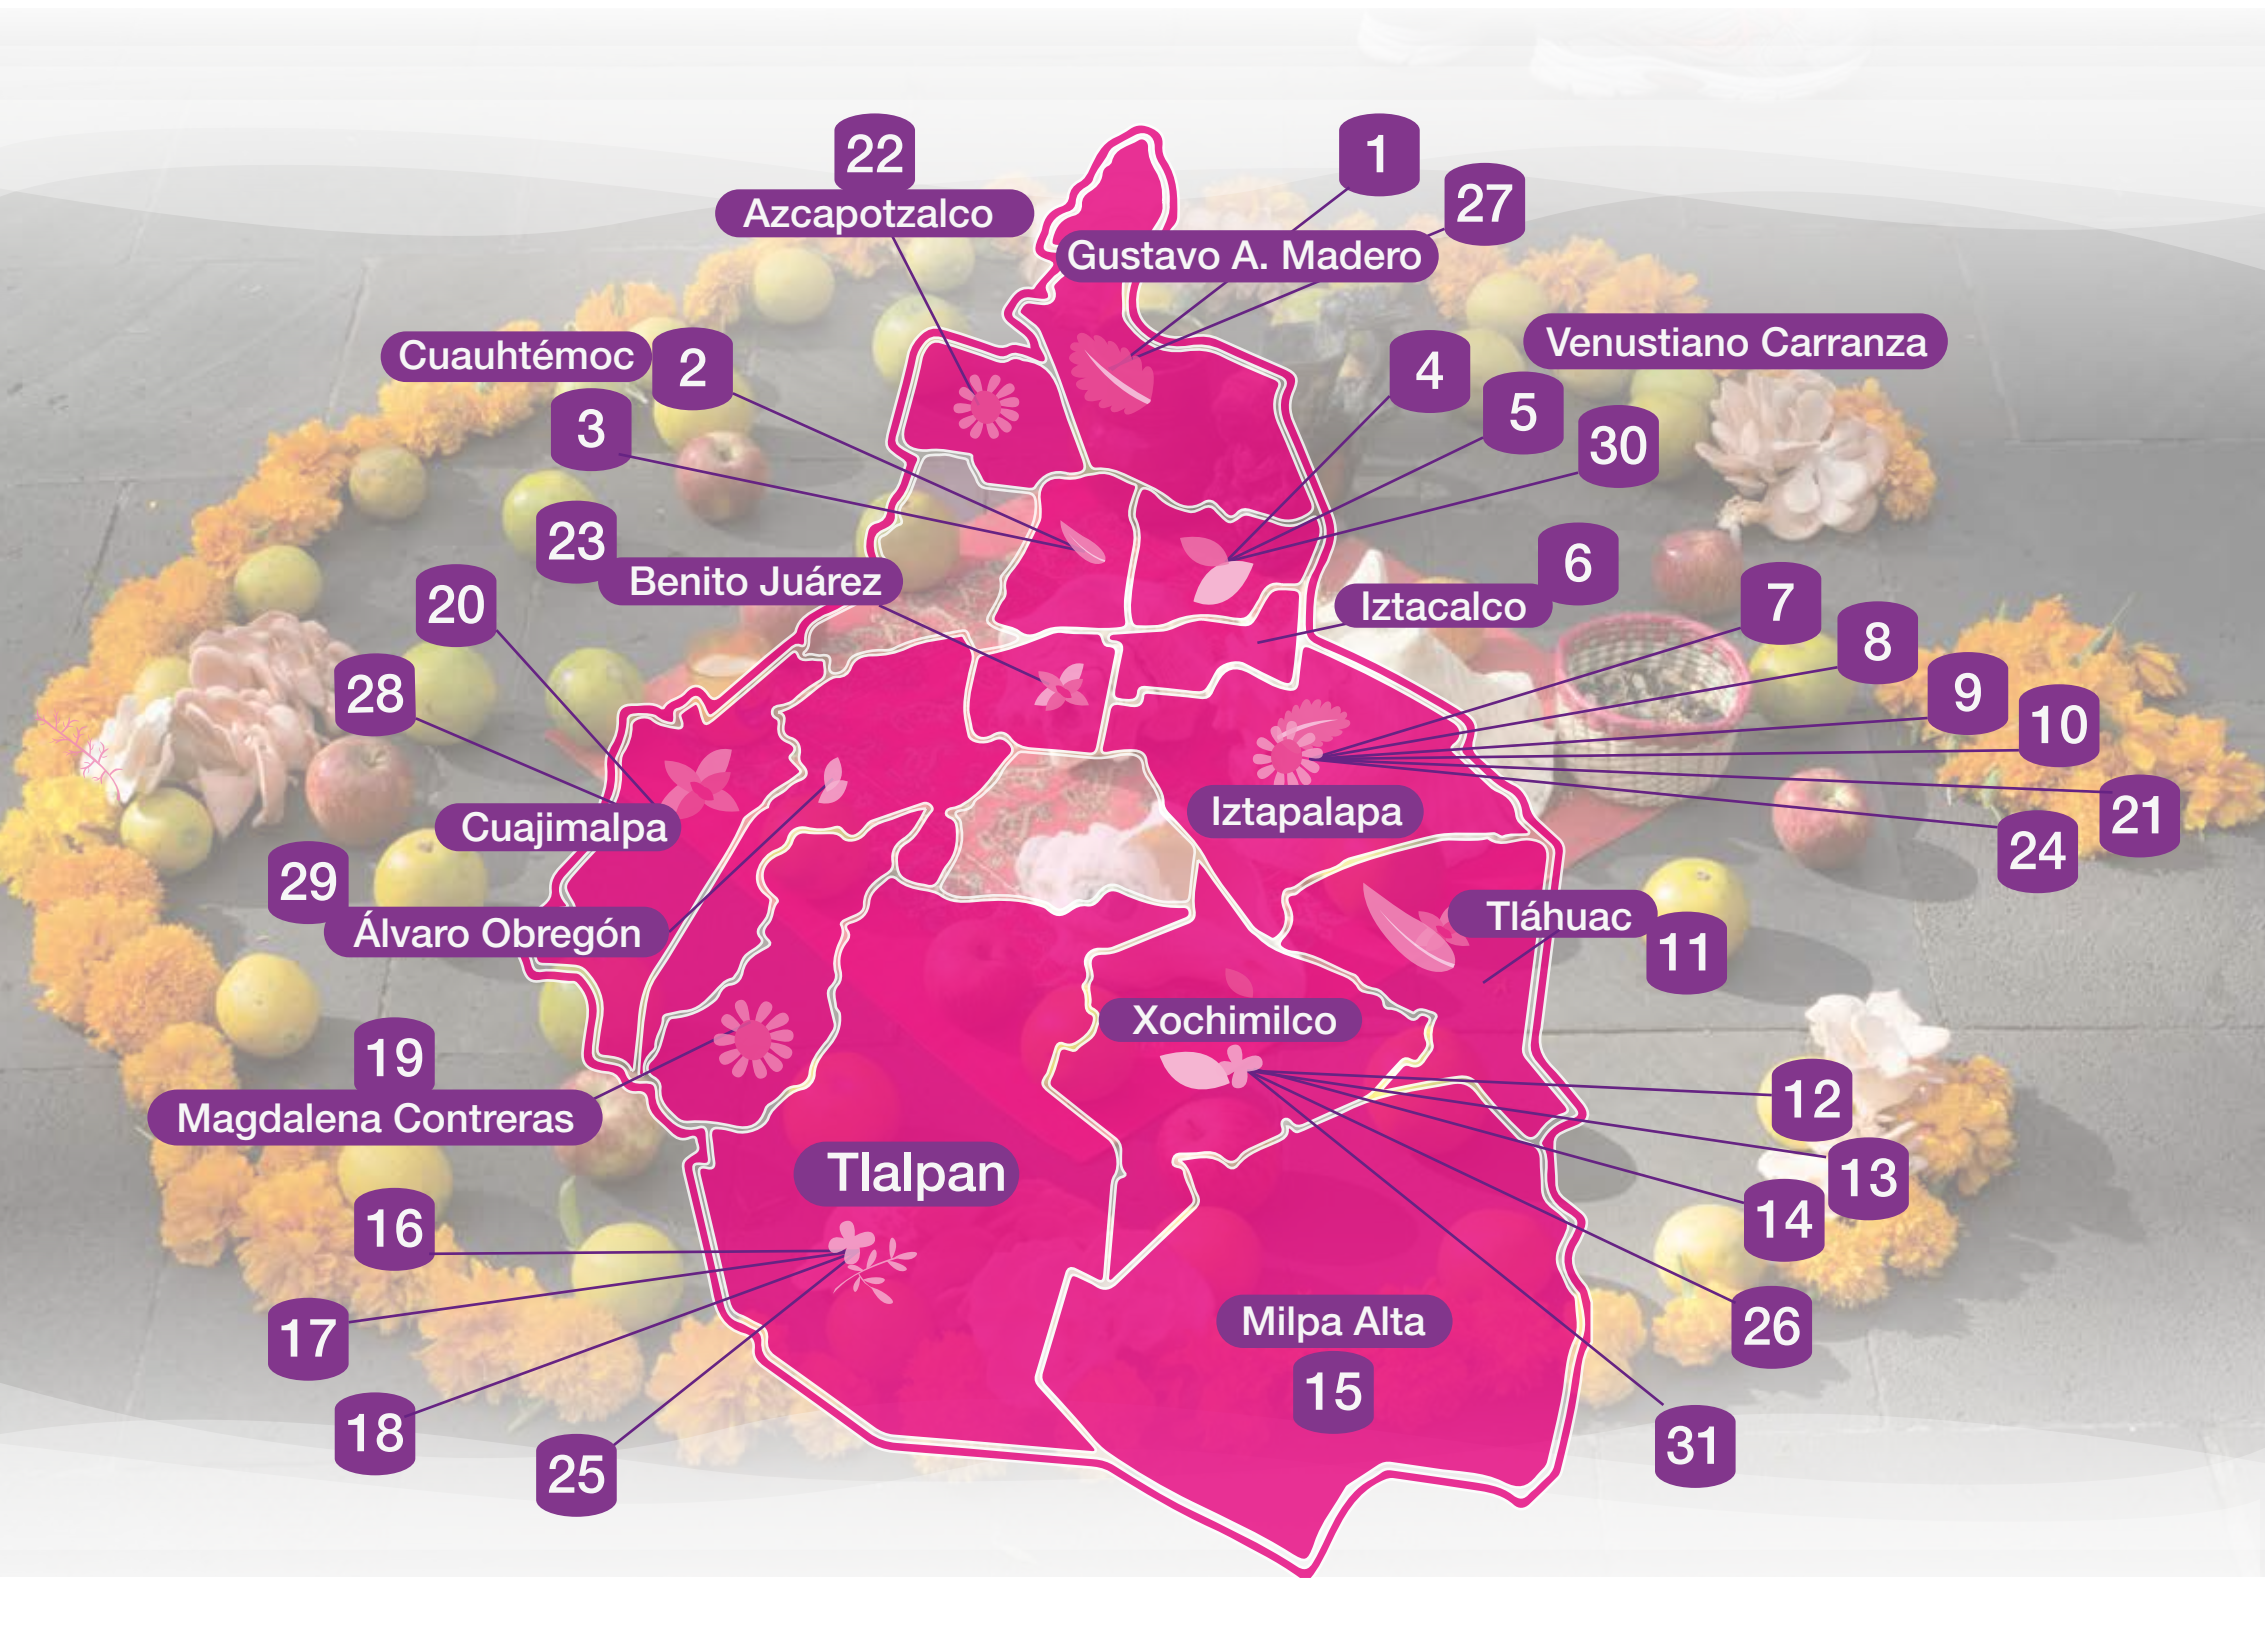 22
Azcapotzalco
1
27
Gustavo A. Madero
Cuauhtémoc
2
3
Venustiano Carranza
4
5
30
23
Benito Juárez
20
28
Iztacalco
6
7
8
9
10
21
24
Iztapalapa
Cuajimalpa
29
Álvaro Obregón
Tláhuac
11
Xochimilco
19
Magdalena Contreras
12
13
14
26
31
Tlalpan
16
17
18
25
Milpa Alta
15